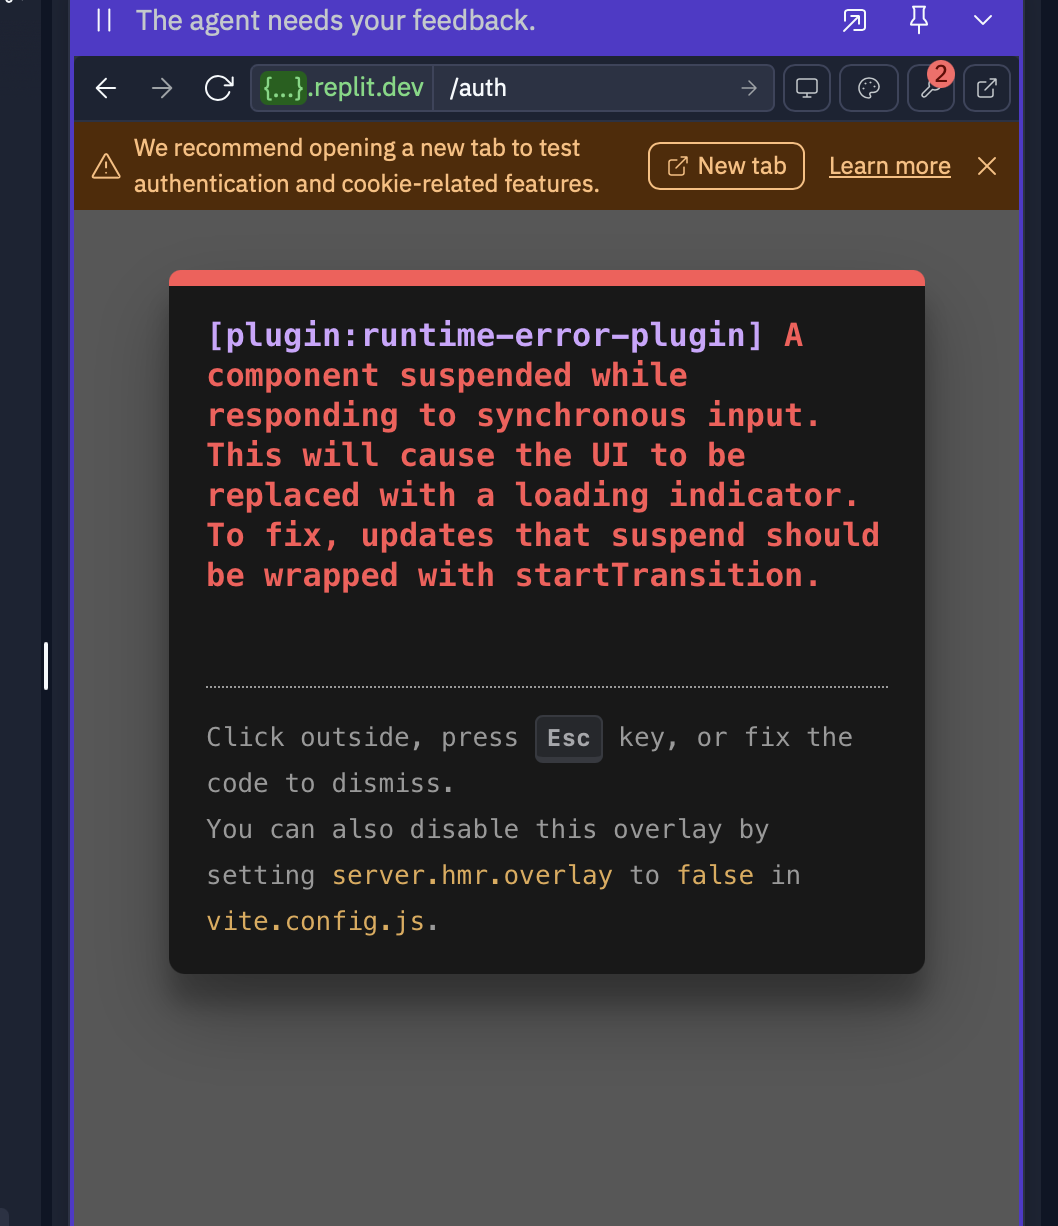 The agent needs your feedback.
{...}.replit.dev /auth
2
We recommend opening a new tab to test
authentication and cookie-related features.
New tab
Learn more
[plugin:runtime-error-plugin] A
component suspended while
responding to synchronous input.
This will cause the UI to be
replaced with a loading indicator.
To fix, updates that suspend should
be wrapped with startTransition.
Click outside, press Esc key, or fix the
code to dismiss.
You can also disable this overlay by
setting server.hmr.overlay to false in
vite.config.js.